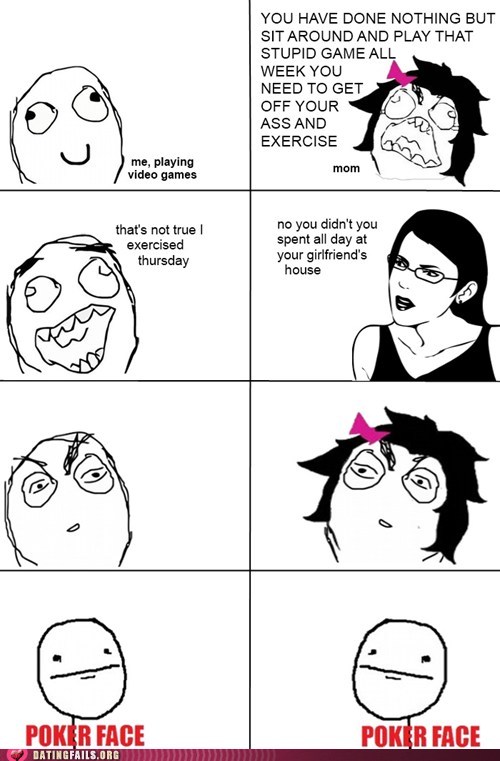 me, playing
video games
YOU HAVE DONE NOTHING BUT
SIT AROUND AND PLAY THAT
STUPID GAME ALL
WEEK YOU
NEED TO GET
OFF YOUR
ASS AND
EXERCISE
mom
that's not true I
exercised
thursday
no you didn't you
spent all day at
your girlfriend's
house
POKER FACE
POKER FACE
DATINGFAILS.ORG